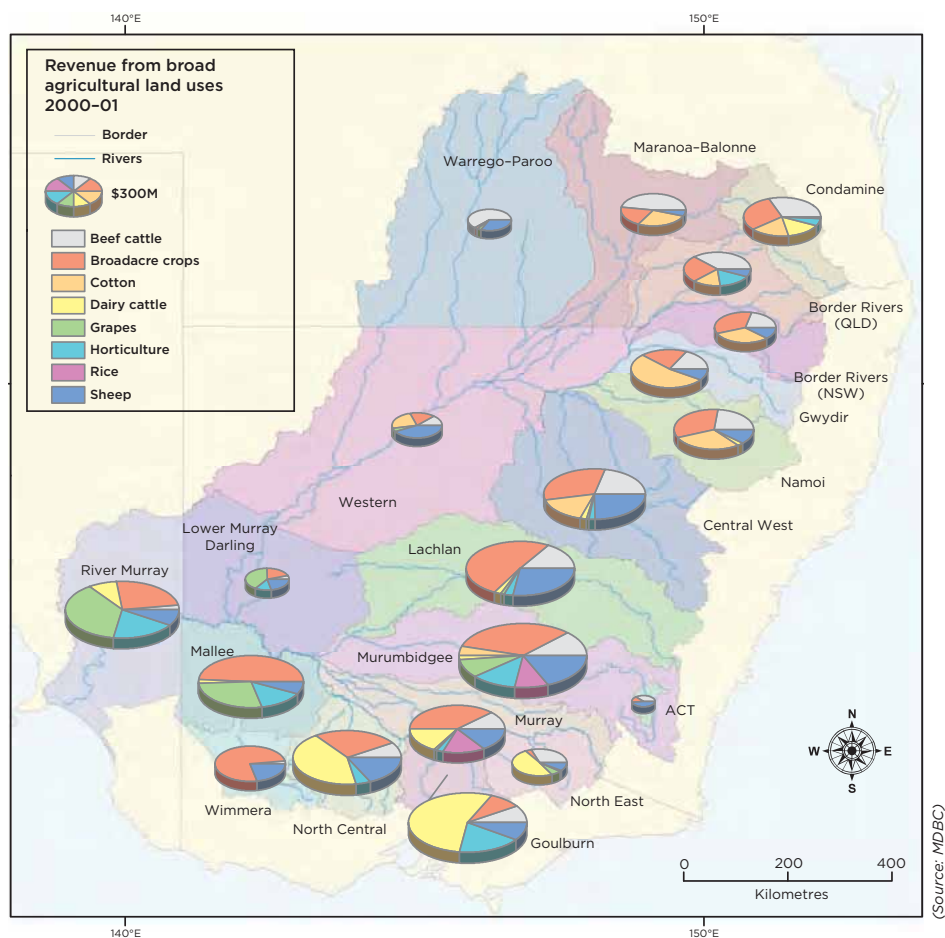 140°E
150°E
Revenue from broad
agricultural land uses
2000–01
Border
Rivers
$300M
Beef cattle
Broadacre crops
Cotton
Dairy cattle
Grapes
Horticulture
Rice
Sheep
Warrego–Paroo
Maranoa–Balonne
Condamine
Border Rivers
(QLD)
Border Rivers
(NSW)
Gwydir
Namoi
Western
Central West
Lower Murray
Darling
Lachlan
River Murray
Mallee
Murumbidgee
ACT
Murray
N
W
E
S
Wimmera
North Central
North East
Goulburn
0
200
400
Kilometres
(Source: MDBC)
140°E
150°E